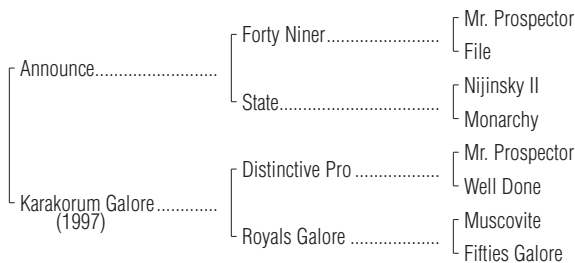 Mr. Prospector
Forty Niner........................
File
Announce..........................
Nijinsky II
State..................................
Monarchy
Mr. Prospector
Distinctive Pro ..................
Well Done
Karakorum Galore.............
(1997)
Muscovite
Royals Galore ...................
Fifties Galore